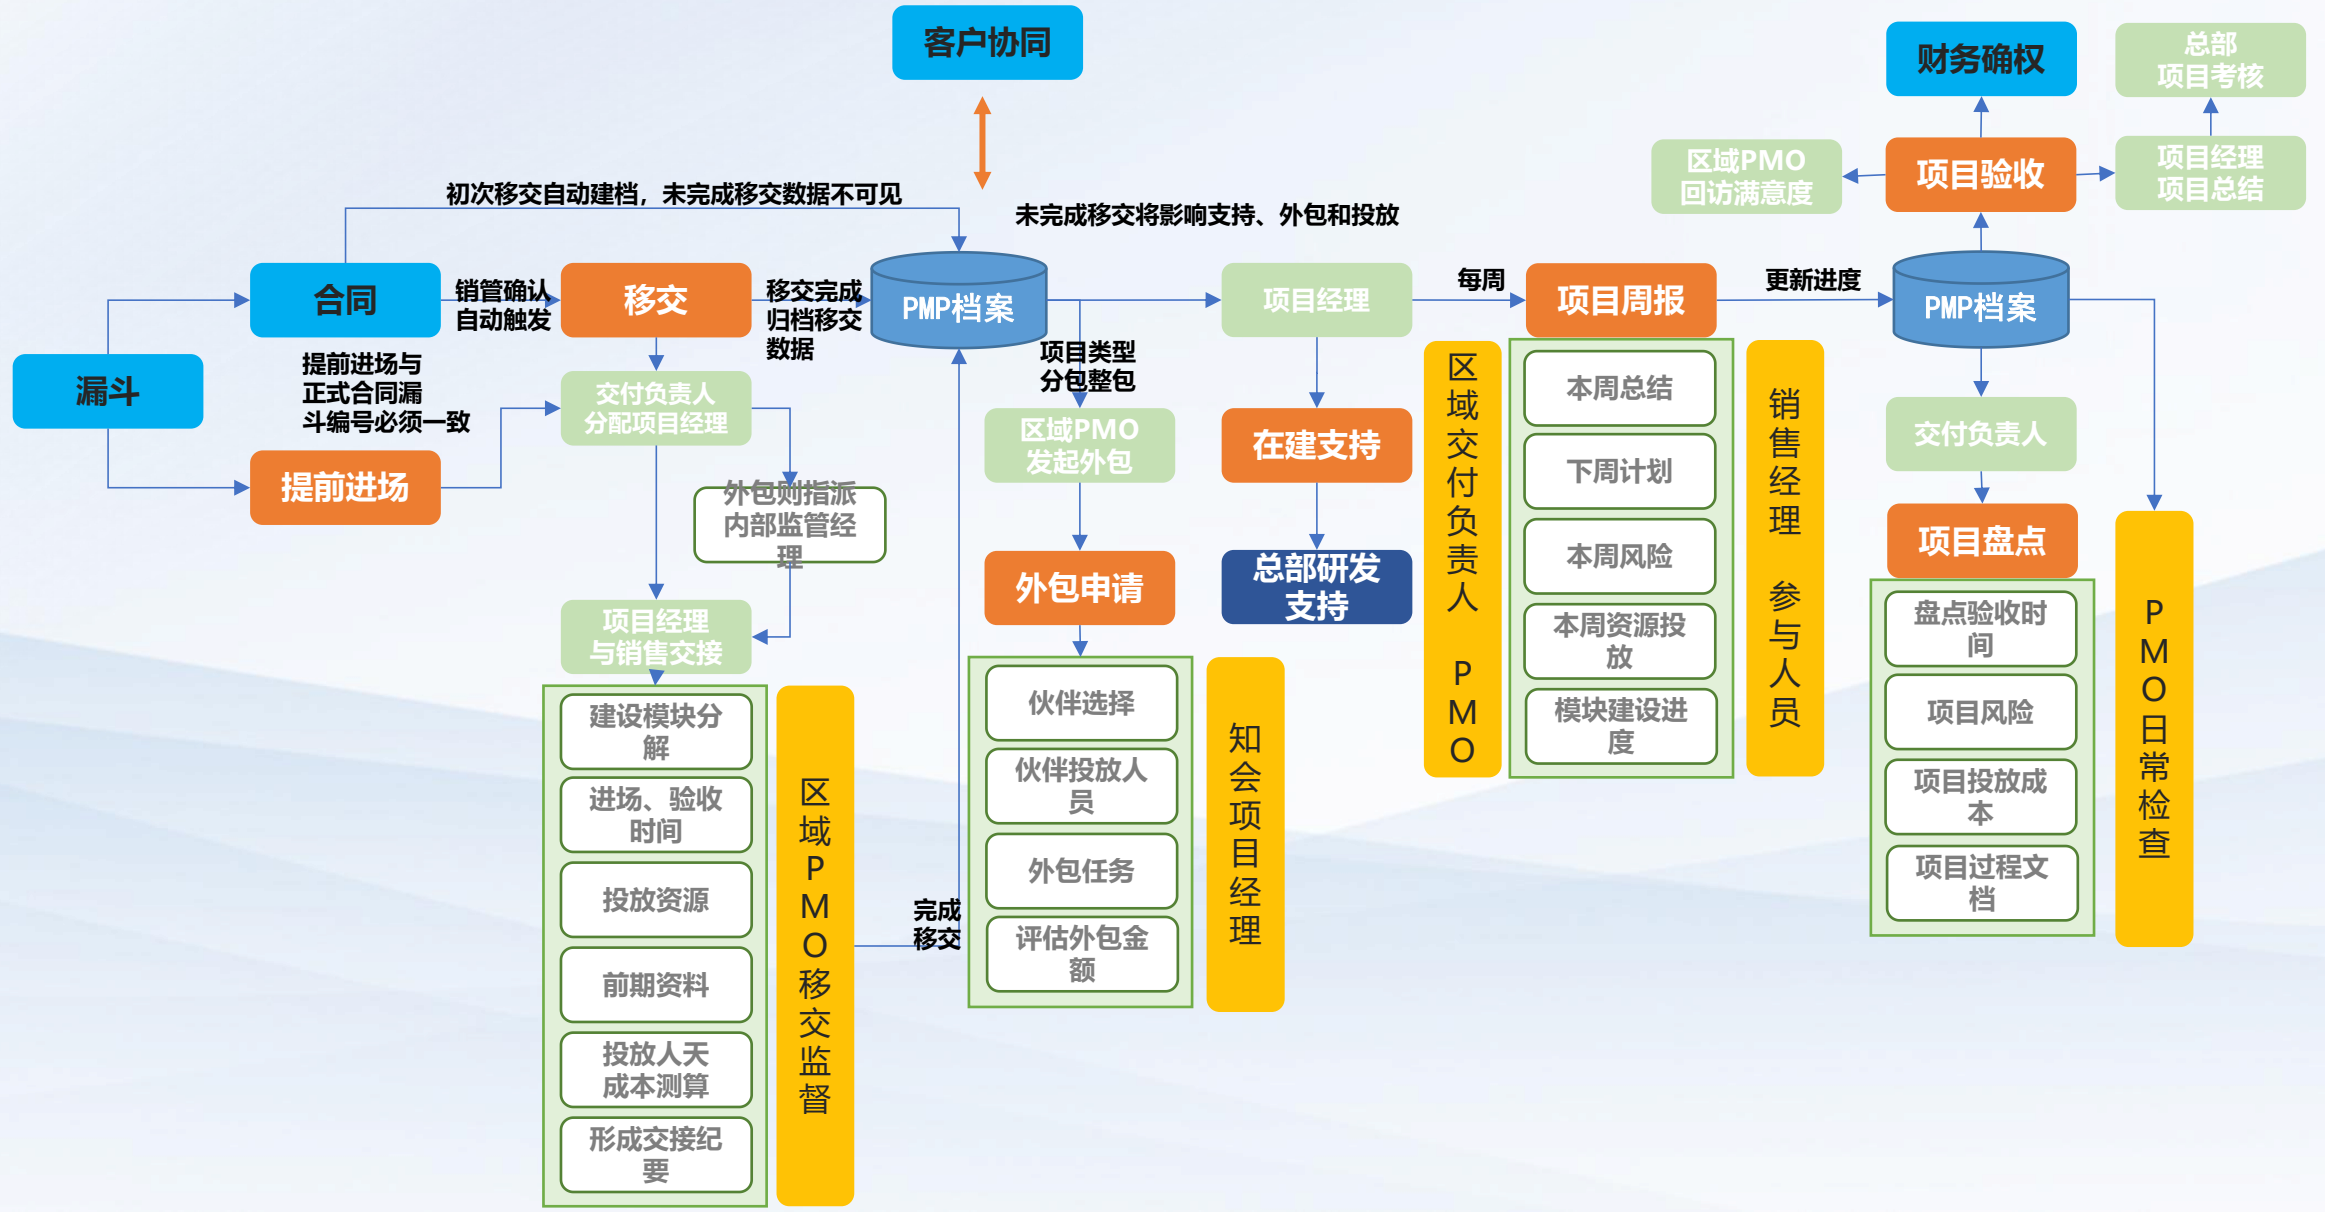 客户协同
财务确权
总部
项目考核
区域PMO
回访满意度
项目验收
项目经理
项目总结
初次移交自动建档，未完成移交数据不可见
未完成移交将影响支持、外包和投放
漏斗
合同
销管确认
自动触发
移交
移交完成
归档移交
数据
PMP档案
项目经理
每周
项目周报
更新进度
PMP档案
提前进场与
正式合同漏
斗编号必须一致
提前进场
交付负责人
分配项目经理
外包则指派
内部监管经
理
项目经理
与销售交接
建设模块分
解
进场、验收
时间
投放资源
前期资料
投放人天
成本测算
形成交接纪
要
区域PMO移交监督
完成
移交
项目类型
分包整包
区域PMO
发起外包
外包申请
伙伴选择
伙伴投放人
员
外包任务
评估外包金
额
知会项目经理
在建支持
总部研发
支持
区域交付负责人 PMO
本周总结
下周计划
本周风险
本周资源投
放
模块建设进
度
销售经理 参与人员
交付负责人
项目盘点
盘点验收时
间
项目风险
项目投放成
本
项目过程文
档
PMO日常检查